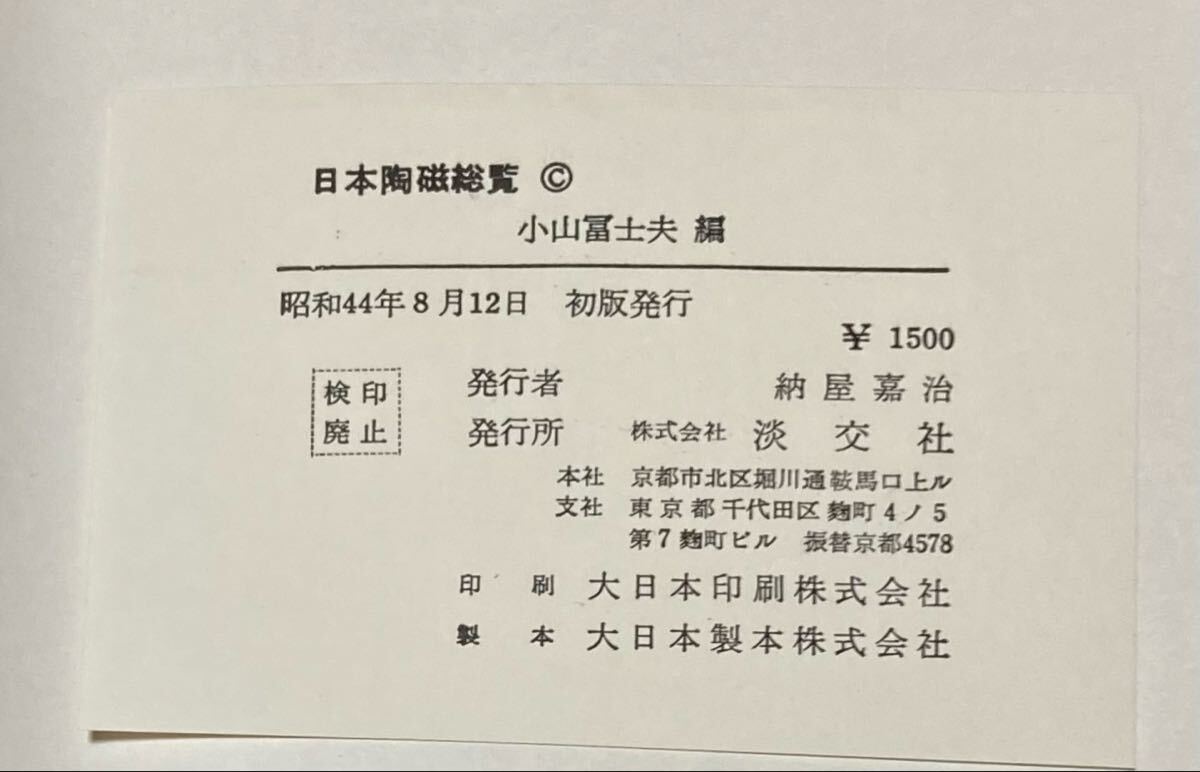 日本陶磁総覧 ©
小山冨士夫 編
昭和44年8月12日 初版発行
¥ 1500
検印
廃止
発行者 納屋嘉治
発行所 株式会社 淡交社
本社 京都市北区堀川通鞍馬口上ル
支社 東京都千代田区麹町4ノ5
第7麹町ビル 振替京都4578
印刷 大日本印刷株式会社
製本 大日本製本株式会社